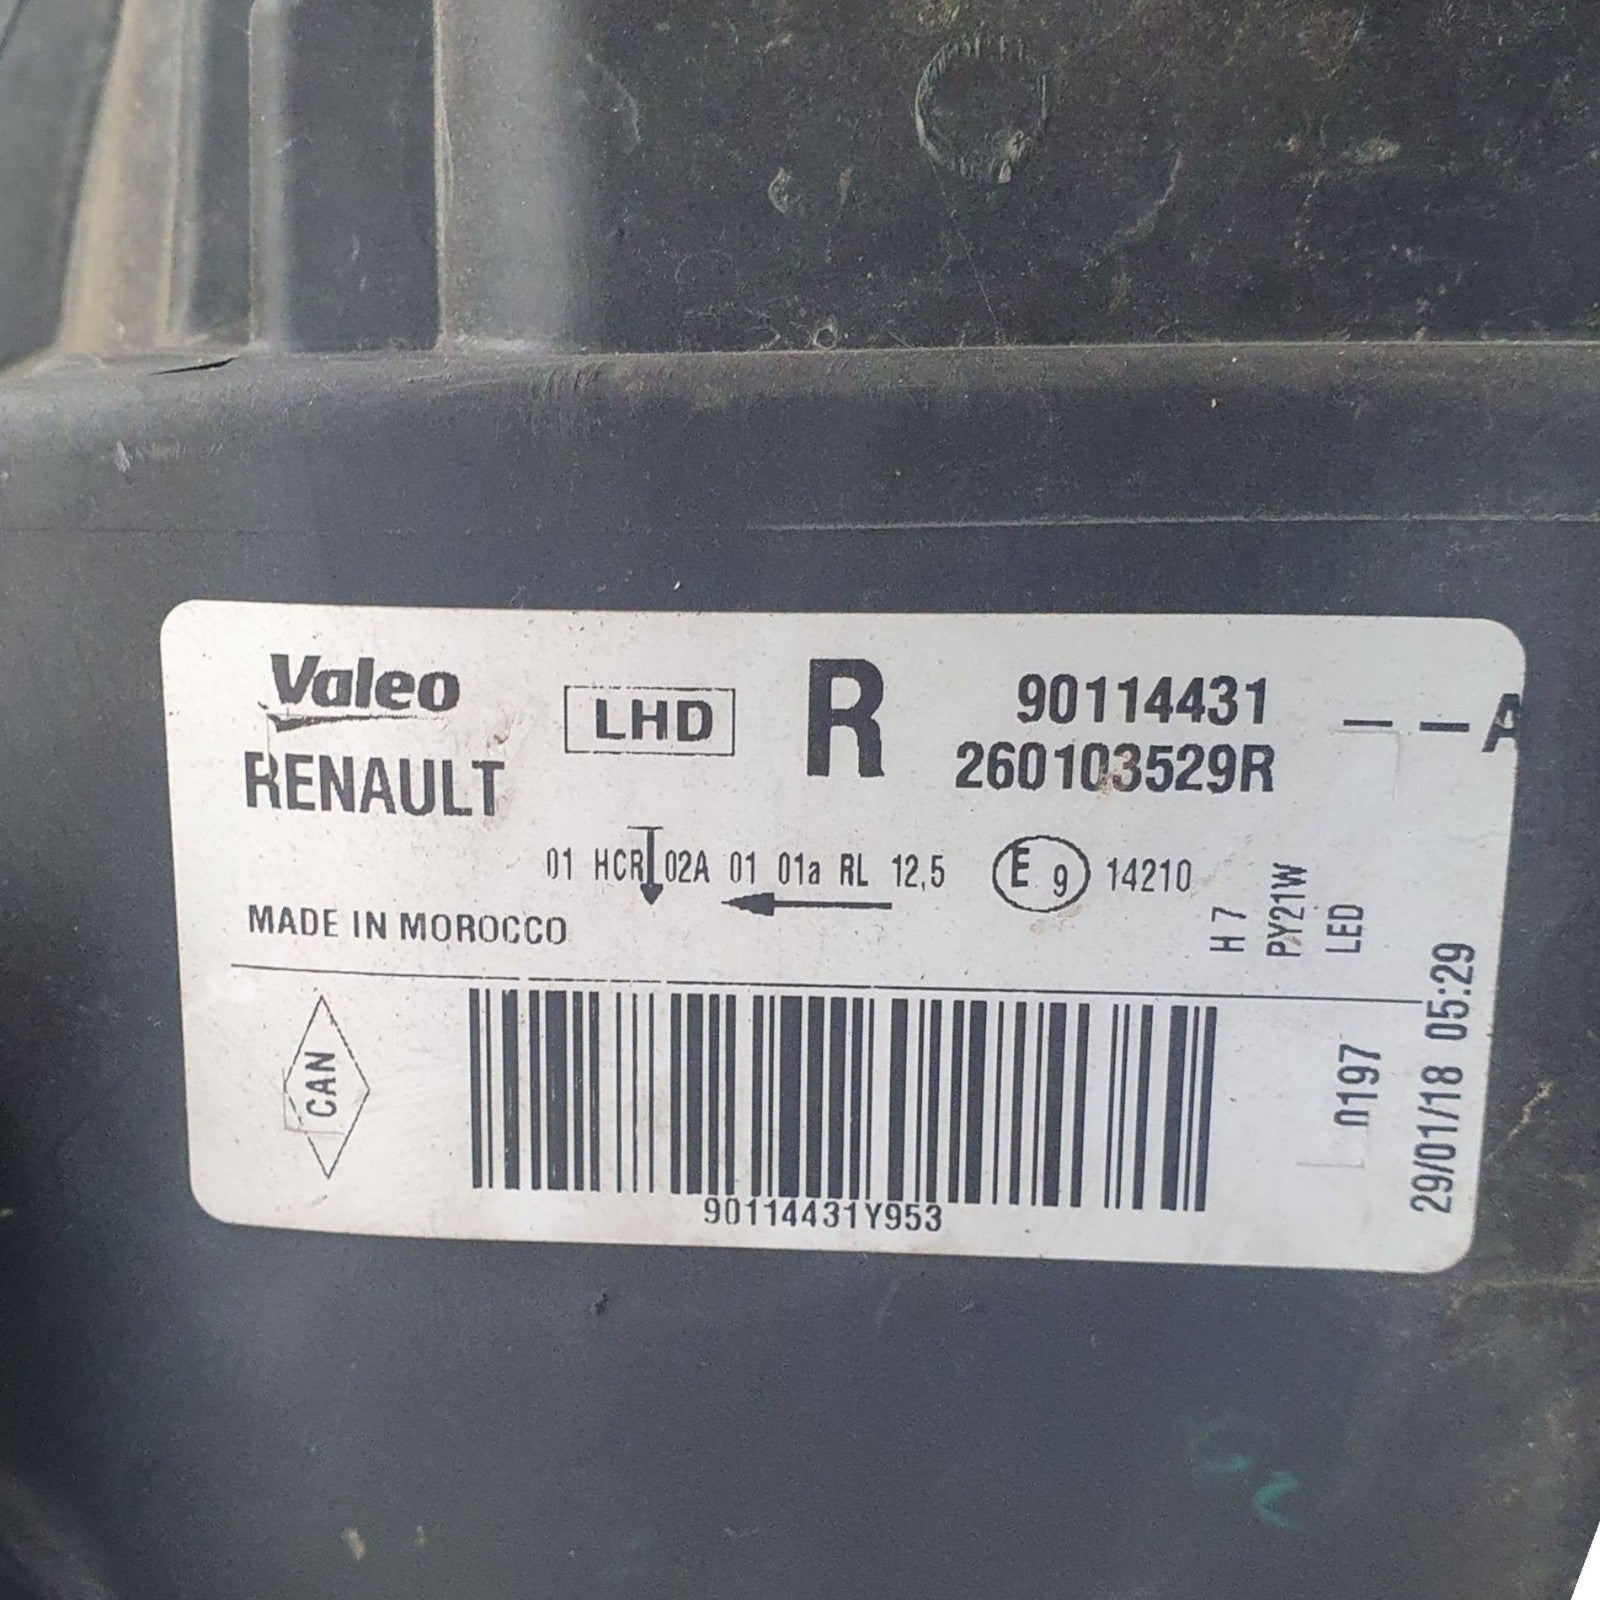 Valeo
RENAULT
LHD
R
90114431
260103529R
– – A
01 HCR 02A 01 01a RL 12,5
E 9
14210
MADE IN MOROCCO
H7
PY21W
LED
CAN
90114431Y953
0197
29/01/18 05:29